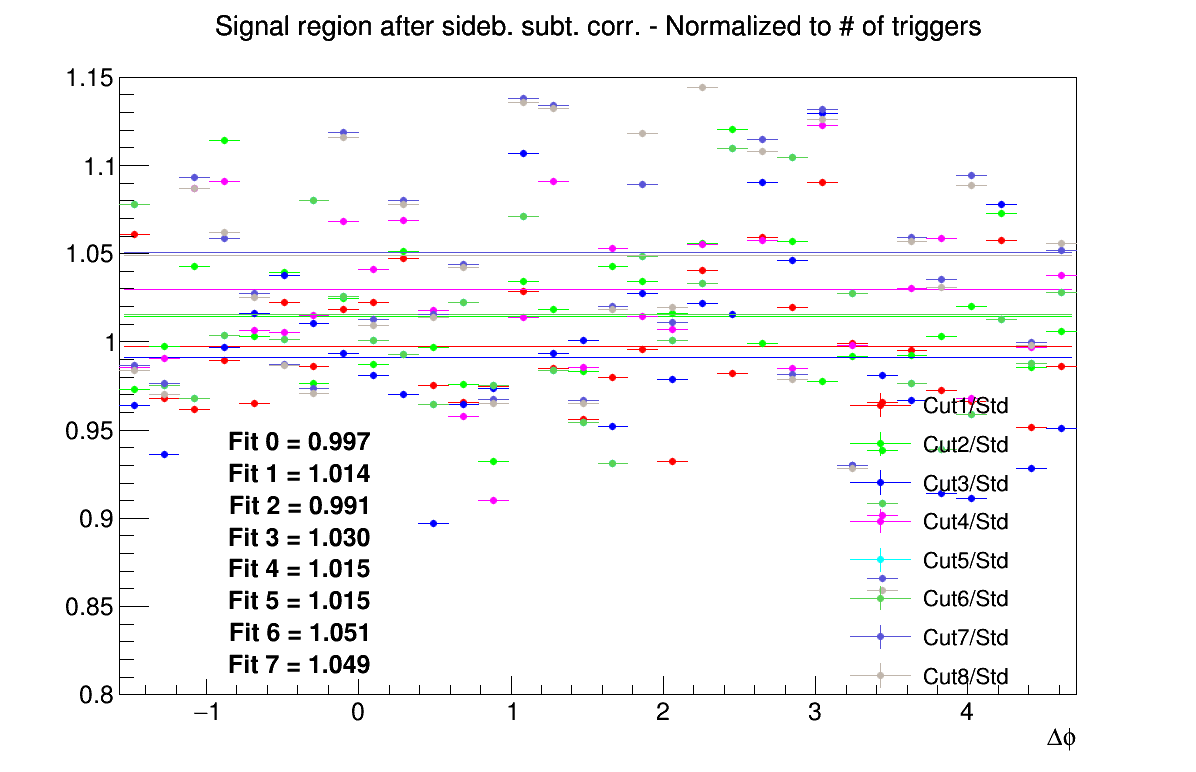 Signal region after sideb. subt. corr. - Normalized to # of triggers
1.15
1.1
1.05
1
0.95
0.9
0.85
0.8
Fit 0 = 0.997
Fit 1 = 1.014
Fit 2 = 0.991
Fit 3 = 1.030
Fit 4 = 1.015
Fit 5 = 1.015
Fit 6 = 1.051
Fit 7 = 1.049
Cut1/Std
Cut2/Std
Cut3/Std
Cut4/Std
Cut5/Std
Cut6/Std
Cut7/Std
Cut8/Std
−1 0 1 2 3 4
Δϕ